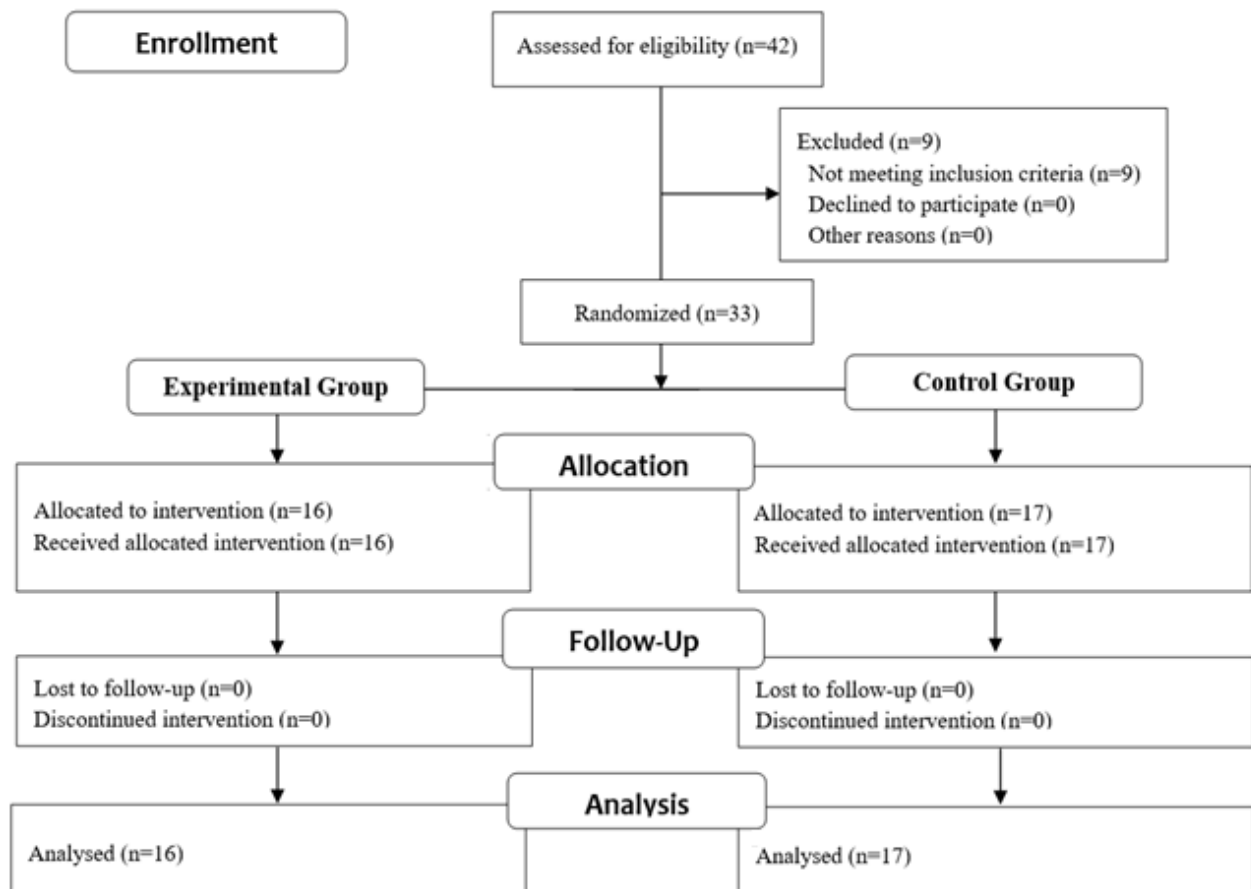 Enrollment
Assessed for eligibility (n=42)
Excluded (n=9)
Not meeting inclusion criteria (n=9)
Declined to participate (n=0)
Other reasons (n=0)
Randomized (n=33)
Experimental Group
Control Group
Allocation
Allocated to intervention (n=16)
Received allocated intervention (n=16)
Allocated to intervention (n=17)
Received allocated intervention (n=17)
Follow-Up
Lost to follow-up (n=0)
Discontinued intervention (n=0)
Lost to follow-up (n=0)
Discontinued intervention (n=0)
Analysis
Analysed (n=16)
Analysed (n=17)